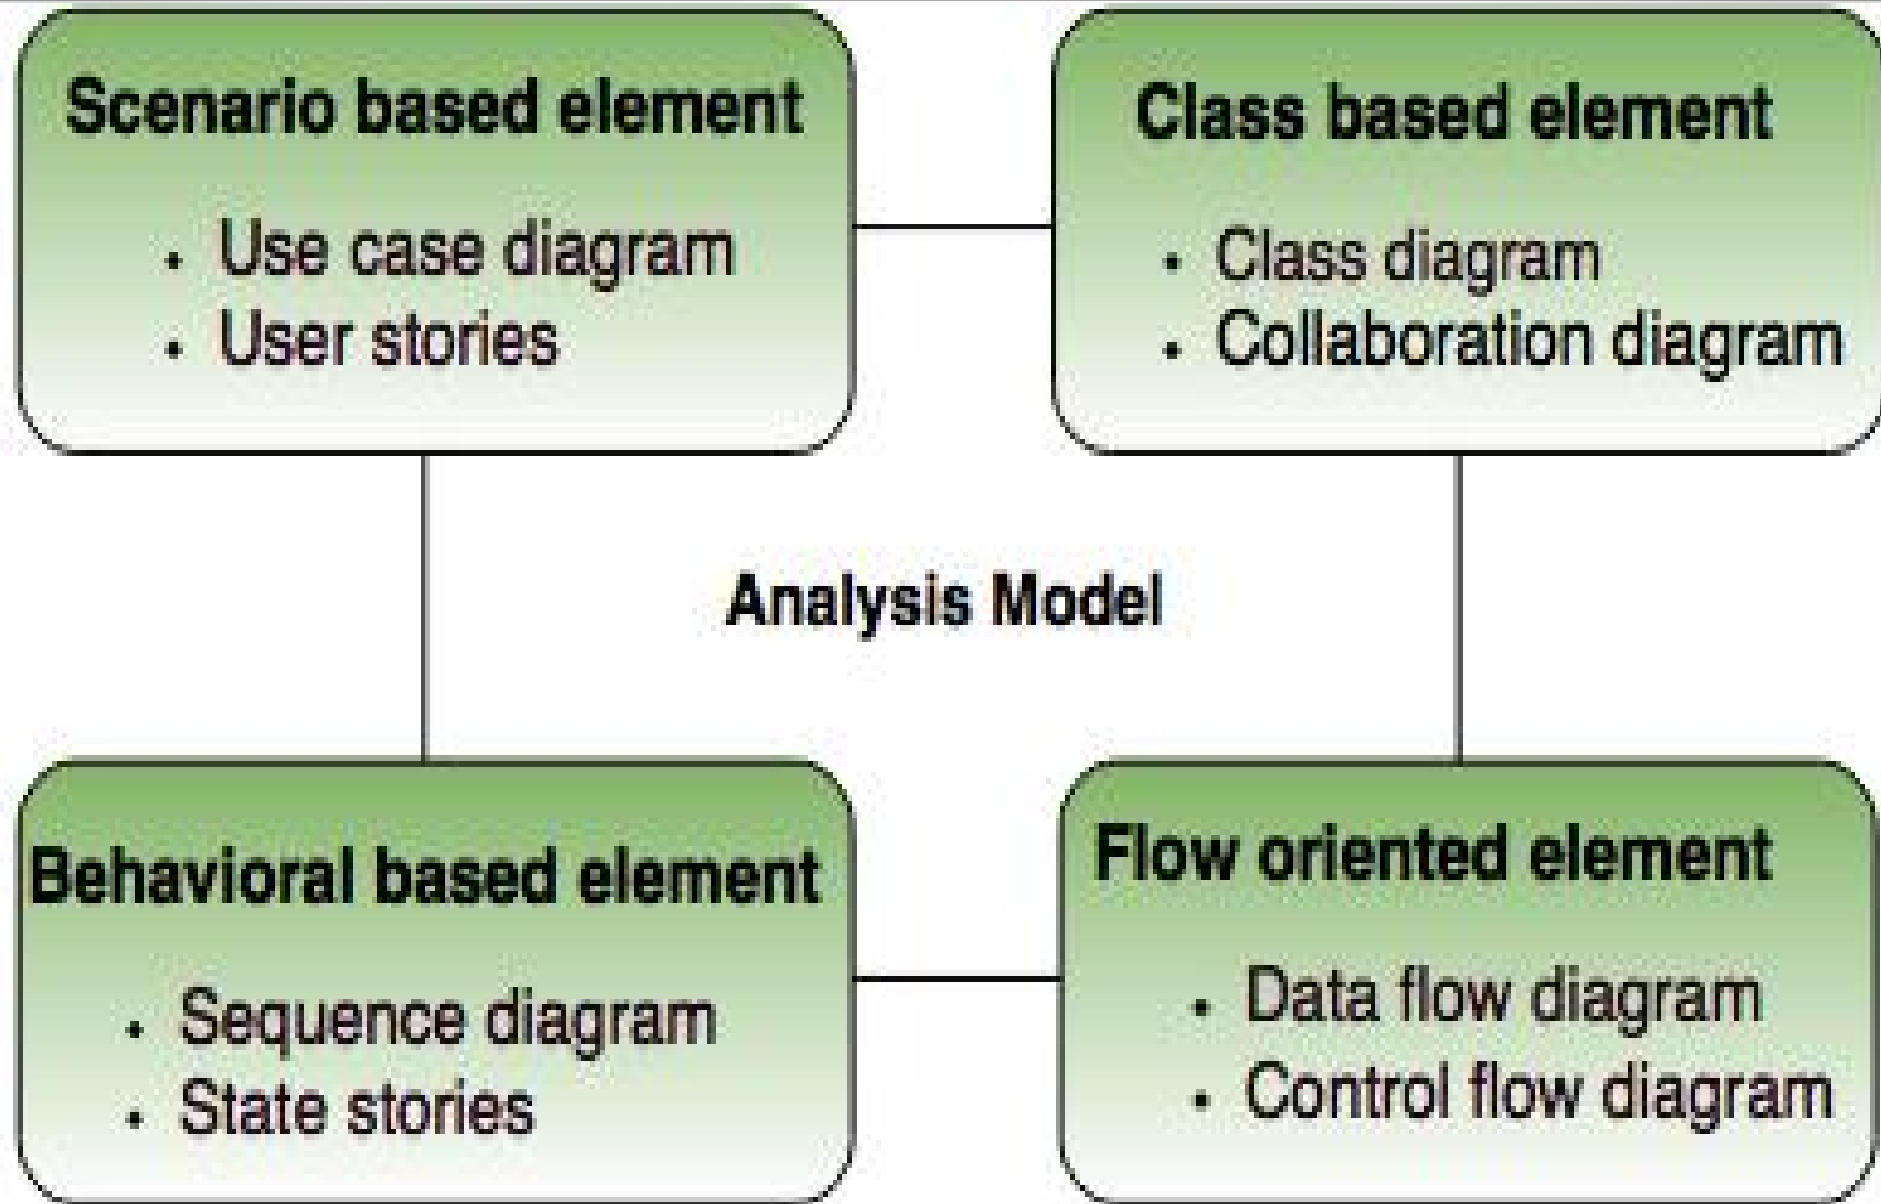 Scenario based element
• Use case diagram
• User stories
Class based element
• Class diagram
• Collaboration diagram
Analysis Model
Behavioral based element
• Sequence diagram
• State stories
Flow oriented element
• Data flow diagram
• Control flow diagram